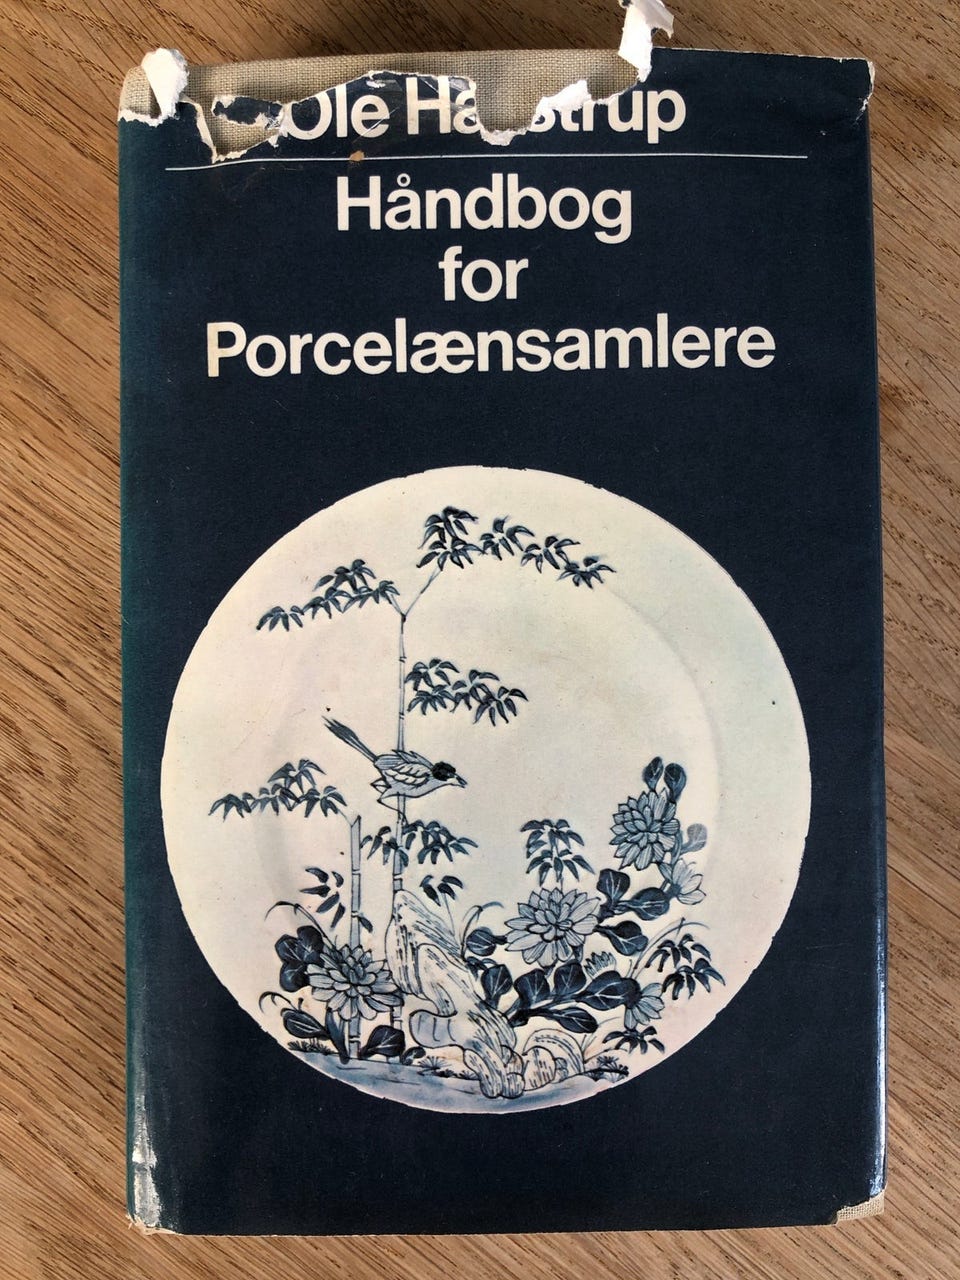 Ole
Håndbog
for
Porcelænsamlere